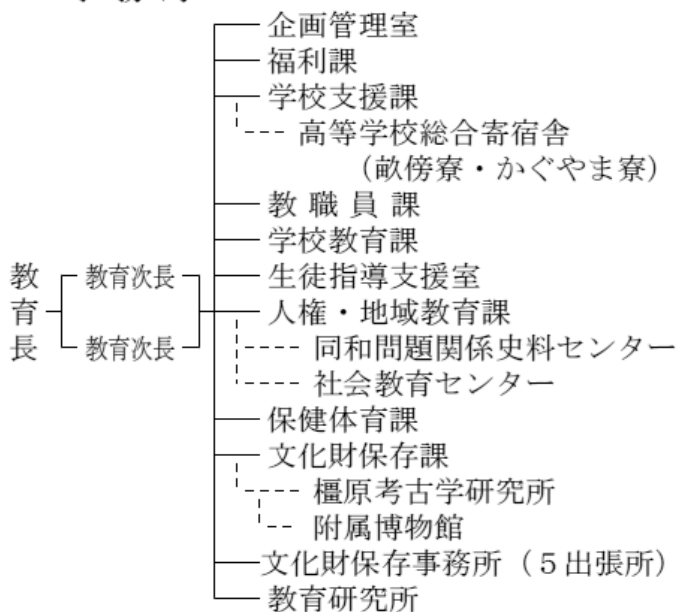 企画管理室
福利課
学校支援課
高等学校総合寄宿舎
（畝傍寮・かぐやま寮）
教職員課
学校教育課
教育長
教育次長
教育次長
生徒指導支援室
人権・地域教育課
同和問題関係史料センター
社会教育センター
保健体育課
文化財保存課
橿原考古学研究所
附属博物館
文化財保存事務所（５出張所）
教育研究所